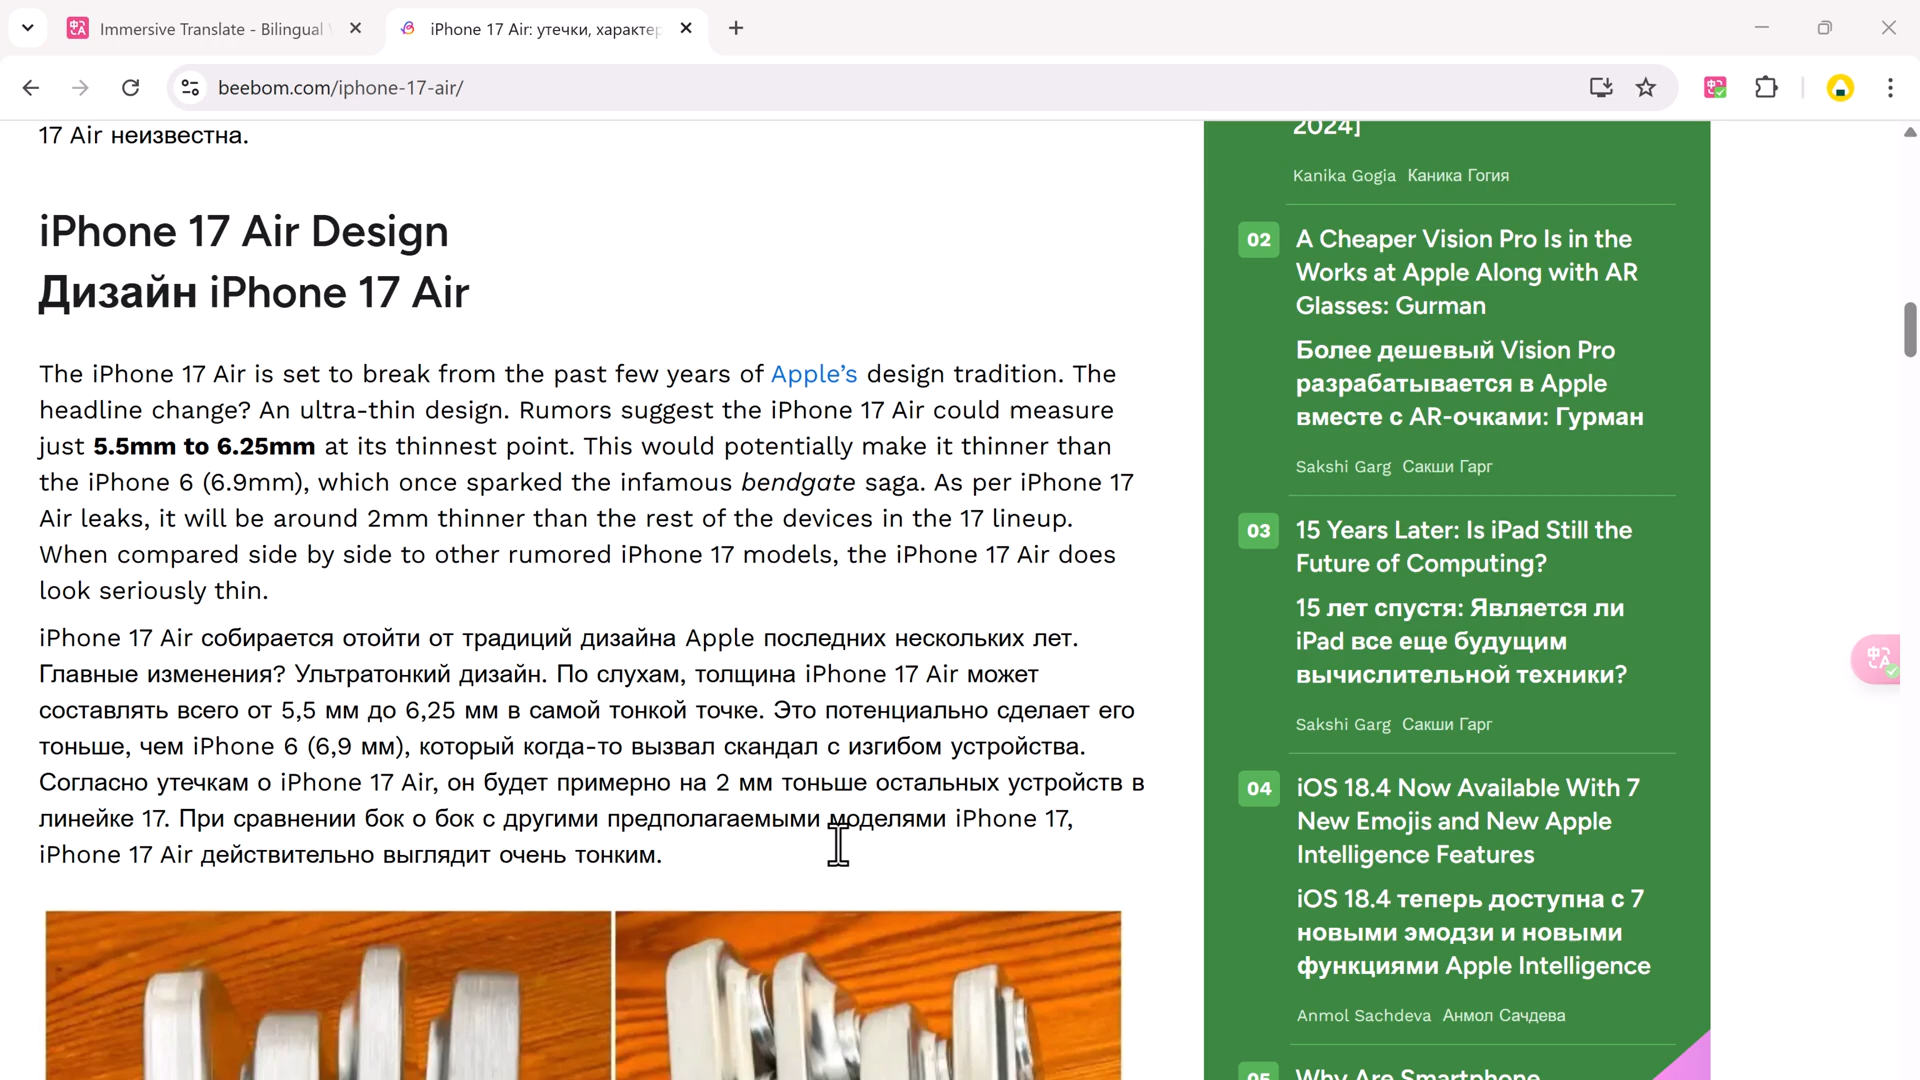 Immersive Translate - Bilingual
iPhone 17 Air: утечки, характер
beebom.com/iphone-17-air/
17 Air неизвестна.
iPhone 17 Air Design
Дизайн iPhone 17 Air
The iPhone 17 Air is set to break from the past few years of Apple’s design tradition. The
headline change? An ultra-thin design. Rumors suggest the iPhone 17 Air could measure
just 5.5mm to 6.25mm at its thinnest point. This would potentially make it thinner than
the iPhone 6 (6.9mm), which once sparked the infamous bendgate saga. As per iPhone 17
Air leaks, it will be around 2mm thinner than the rest of the devices in the 17 lineup.
When compared side by side to other rumored iPhone 17 models, the iPhone 17 Air does
look seriously thin.
iPhone 17 Air собирается отойти от традиций дизайна Apple последних нескольких лет.
Главные изменения? Ультратонкий дизайн. По слухам, толщина iPhone 17 Air может
составлять всего от 5,5 мм до 6,25 мм в самой тонкой точке. Это потенциально сделает его
тоньше, чем iPhone 6 (6,9 мм), который когда-то вызвал скандал с изгибом устройства.
Согласно утечкам о iPhone 17 Air, он будет примерно на 2 мм тоньше остальных устройств в
линейке 17. При сравнении бок о бок с другими предполагаемыми моделями iPhone 17,
iPhone 17 Air действительно выглядит очень тонким.
2024]
Kanika Gogia Каника Гогия
02
A Cheaper Vision Pro Is in the
Works at Apple Along with AR
Glasses: Gurman
Более дешевый Vision Pro
разрабатывается в Apple
вместе с AR-очками: Гурман
Sakshi Garg Сакши Гарг
03
15 Years Later: Is iPad Still the
Future of Computing?
15 лет спустя: Является ли
iPad все еще будущим
вычислительной техники?
Sakshi Garg Сакши Гарг
04
iOS 18.4 Now Available With 7
New Emojis and New Apple
Intelligence Features
iOS 18.4 теперь доступна с 7
новыми эмодзи и новыми
функциями Apple Intelligence
Anmol Sachdeva Анмол Сачдева
05
Why Are Smartphone